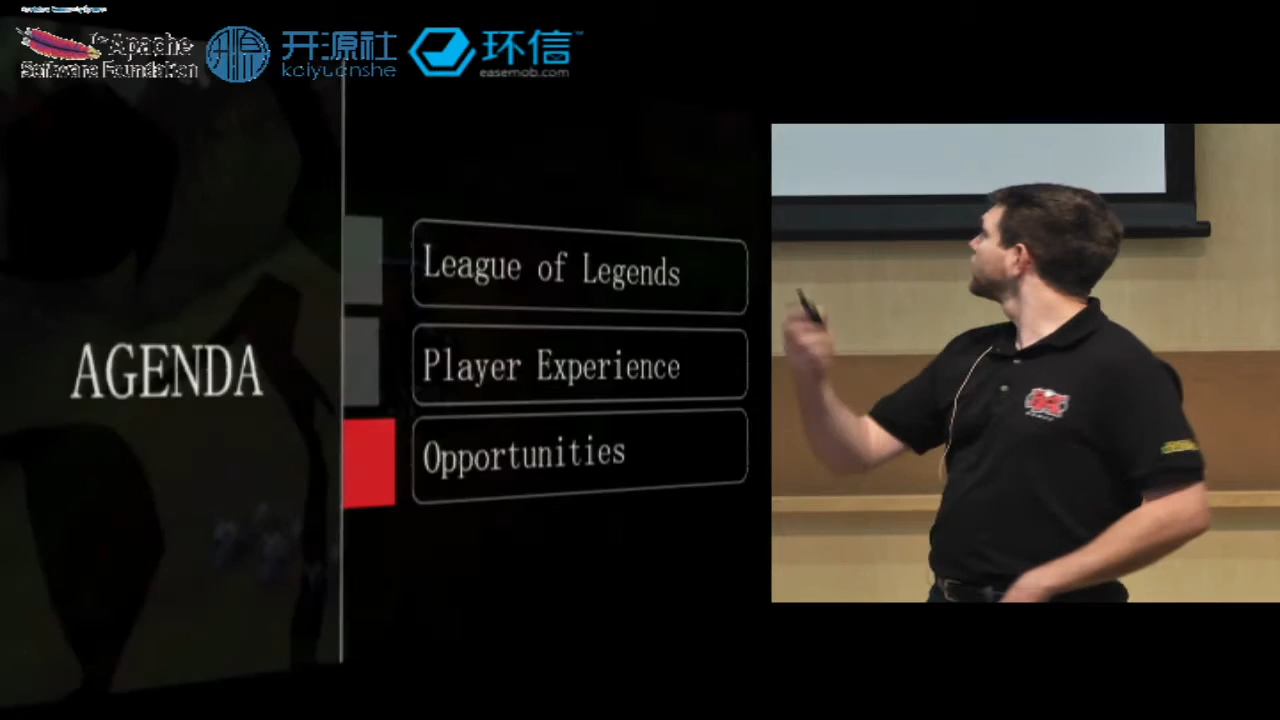 Apache
Software Foundation
开源社
kaiyuanshe
环信
easemob.com
AGENDA
League of Legends
Player Experience
Opportunities